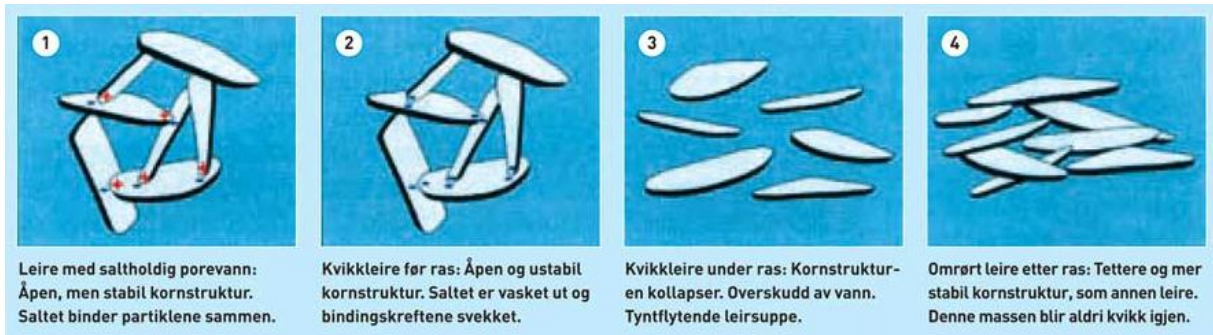 1
Leire med saltholdig porevann:
Åpen, men stabil kornstruktur.
Saltet binder partiklene sammen.
2
Kvikkleire før ras: Åpen og ustabil
kornstruktur. Saltet er vasket ut og
bindingskreftene svekket.
3
Kvikkleire under ras: Kornstruktur-
en kollapser. Overskudd av vann.
Tyntflytende leirsuppe.
4
Omrørt leire etter ras: Tettere og mer
stabil kornstruktur, som annen leire.
Denne massen blir aldri kvikk igjen.